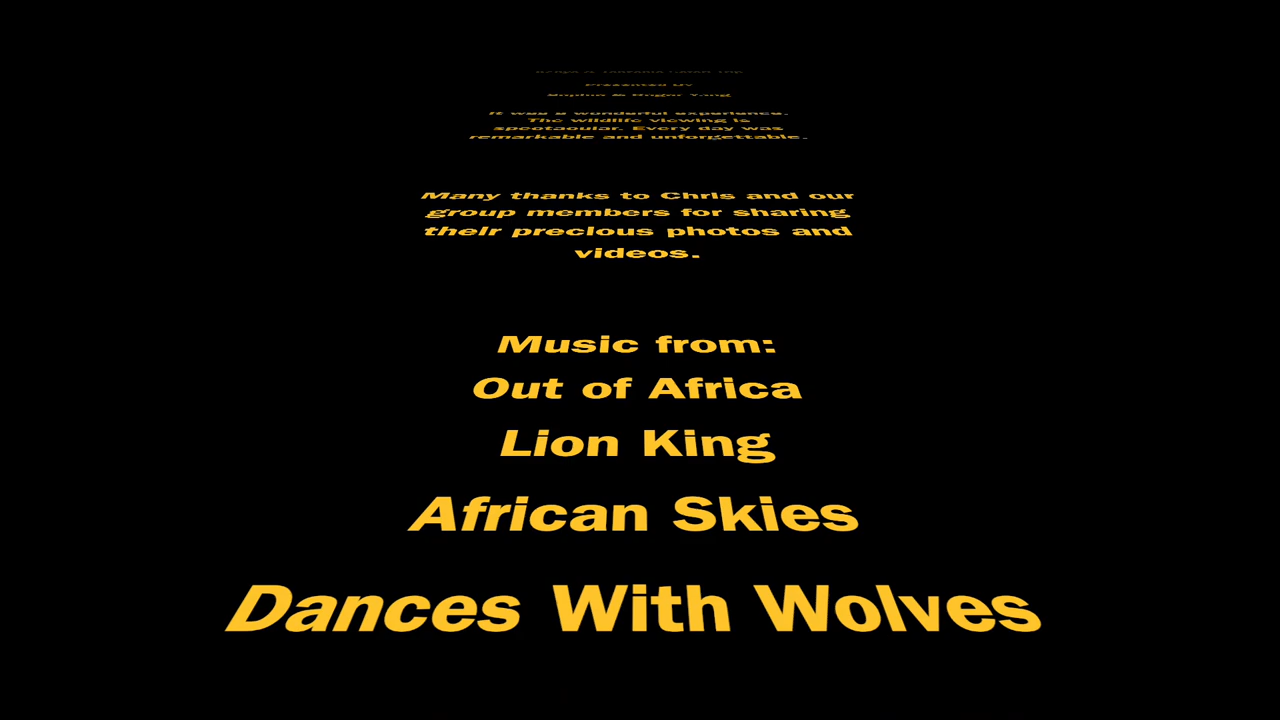 Presented By
It was a wonderful experience.
The wildlife viewing is
spectacular. Every day was
remarkable and unforgettable.
Many thanks to Chris and our
group members for sharing
their precious photos and
videos.
Music from:
Out of Africa
Lion King
African Skies
Dances With Wolves